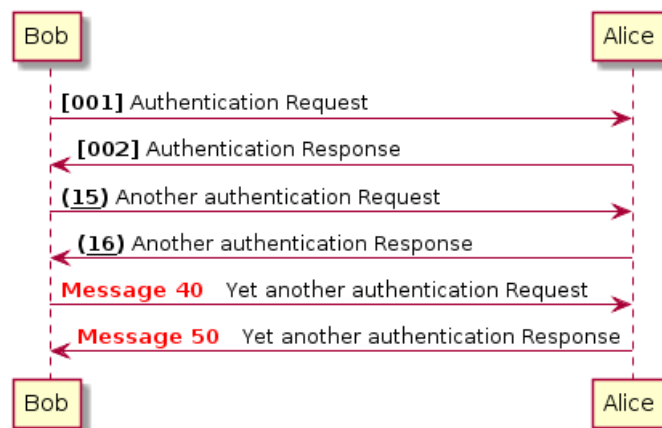 Bob
Alice
[001] Authentication Request
[002] Authentication Response
(15) Another authentication Request
(16) Another authentication Response
Message 40 Yet another authentication Request
Message 50 Yet another authentication Response
Bob
Alice